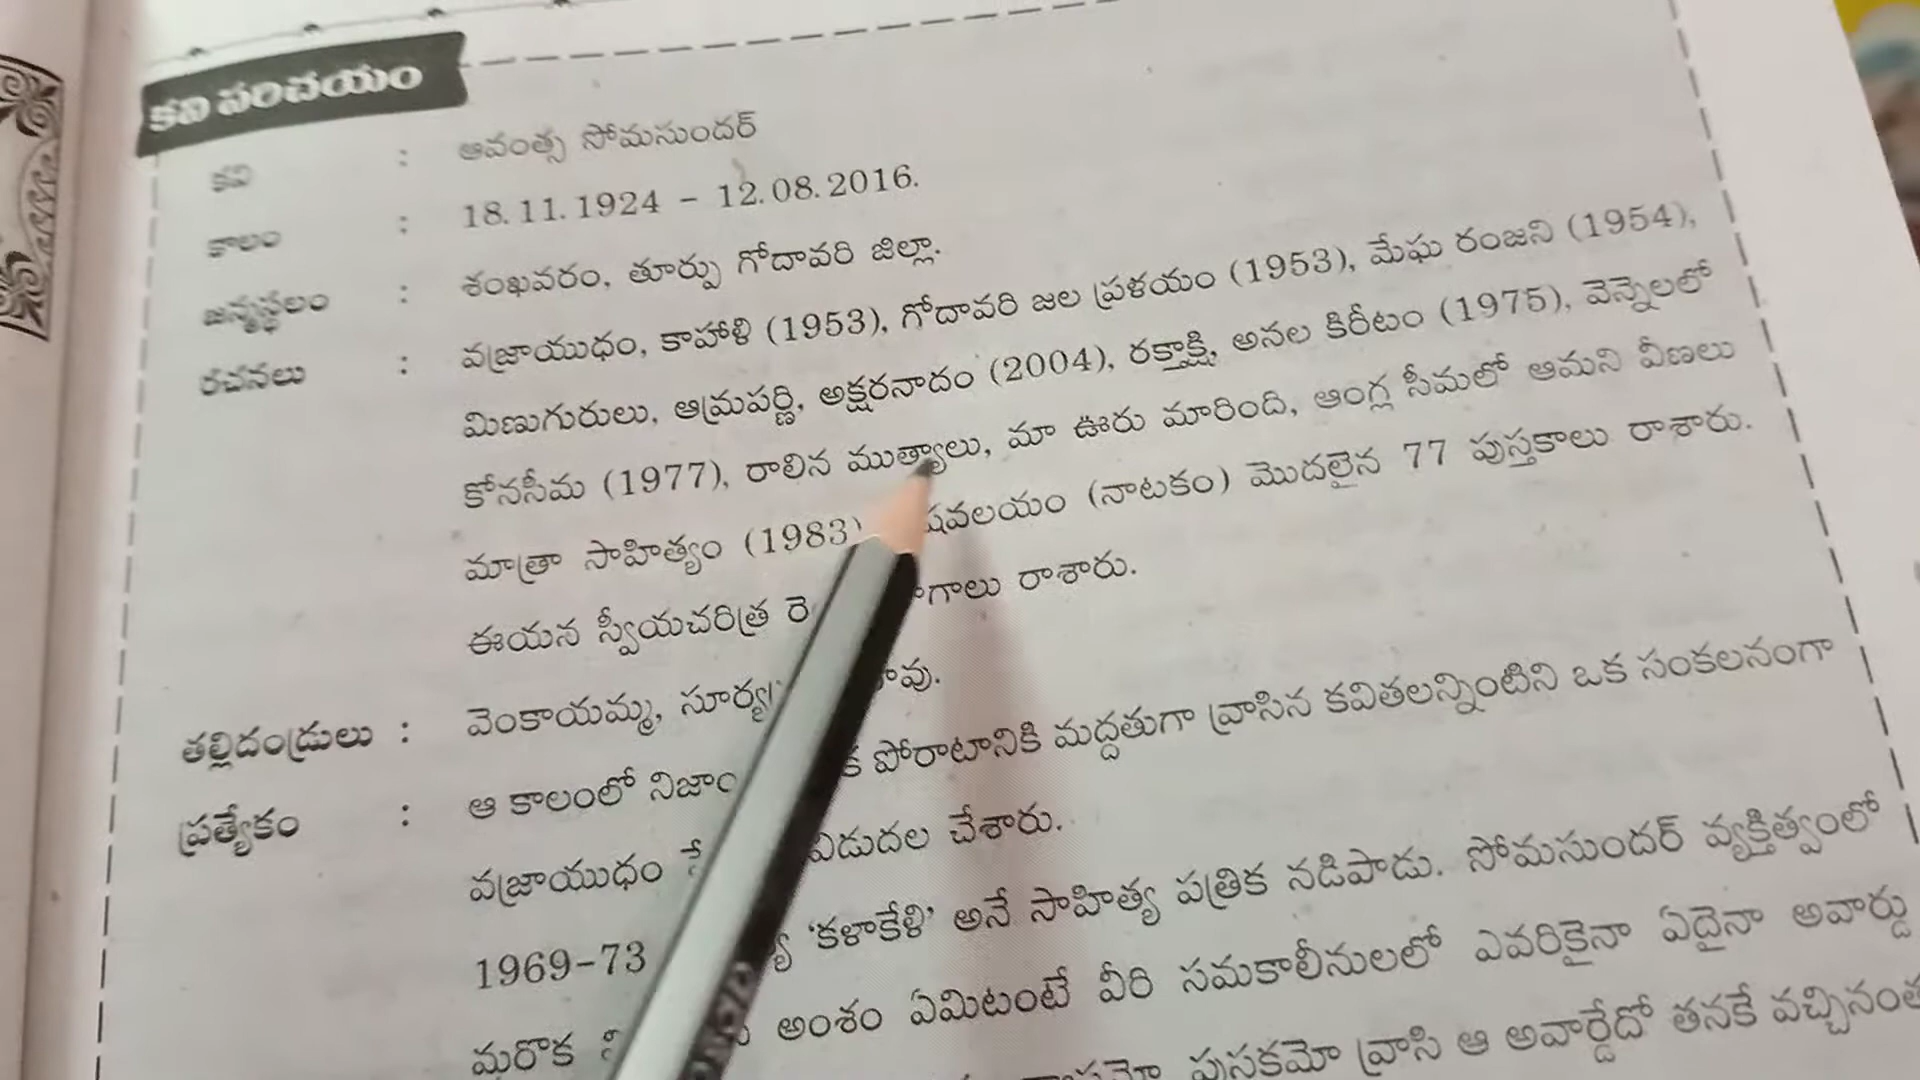 కవి పరిచయం
కవి : ఆవంత్స సోమసుందర్
కాలం : 18.11.1924 - 12.08.2016.
జన్మస్థలం : శంఖవరం, తూర్పు గోదావరి జిల్లా.
రచనలు : వజ్రాయుధం, కాహాళి (1953), గోదావరి జల ప్రళయం (1953), మేఘ రంజని (1954),
మిణుగురులు, ఆమ్రపర్ణి, అక్షరనాదం (2004), రక్తాక్షి, అనల కిరీటం (1975), వెన్నెలలో
కోనసీమ (1977), రాలిన ముత్యాలు, మా ఊరు మారింది, ఆంగ్ల సీమలో ఆమని వీణలు
మాత్రా సాహిత్యం (1983) (నాటకం) మొదలైన 77 పుస్తకాలు రాశారు.
ఈయన స్వీయచరిత్ర రాశారు.
తల్లిదండ్రులు : వెంకాయమ్మ,
ప్రత్యేకం : ఆ కాలంలో పోరాటానికి మద్దతుగా వ్రాసిన కవితలన్నింటిని ఒక సంకలనంగా
వజ్రాయుధం విడుదల చేశారు.
1969-73 'కళాకేళి' అనే సాహిత్య పత్రిక నడిపాడు. సోమసుందర్ వ్యక్తిత్వంలో
మరొక అంశం ఏమిటంటే వీరి సమకాలీనులలో ఎవరికైనా ఏదైనా అవార్డు
పుస్తకమో వ్రాసి ఆ అవార్డేదో తనకే